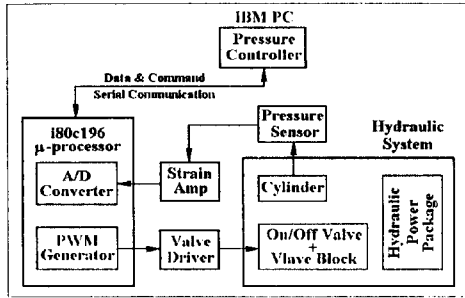 IBM PC
Pressure
Controller
Data & Command
Serial Communication
i80c196
μ-processor
A/D
Converter
PWM
Generator
Strain
Amp
Valve
Driver
Pressure
Sensor
Hydraulic
System
Cylinder
On/Off Valve
+
Vlave Block
Hydraulic
Power
Package